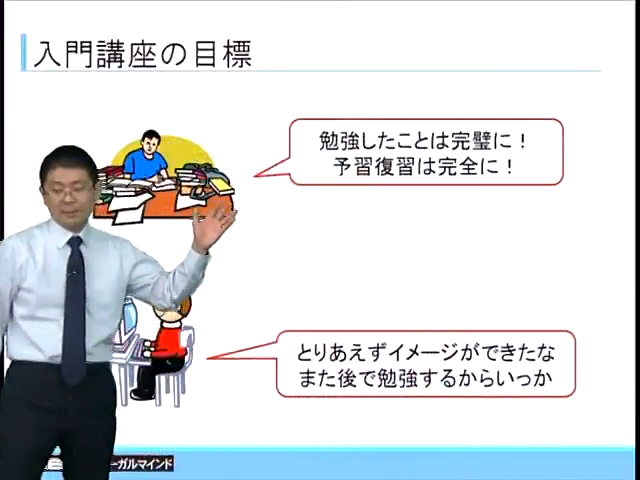 入門講座の目標
勉強したことは完璧に！
予習復習は完全に！
とりあえずイメージができたな
また後で勉強するからいっか
ーガルマインド